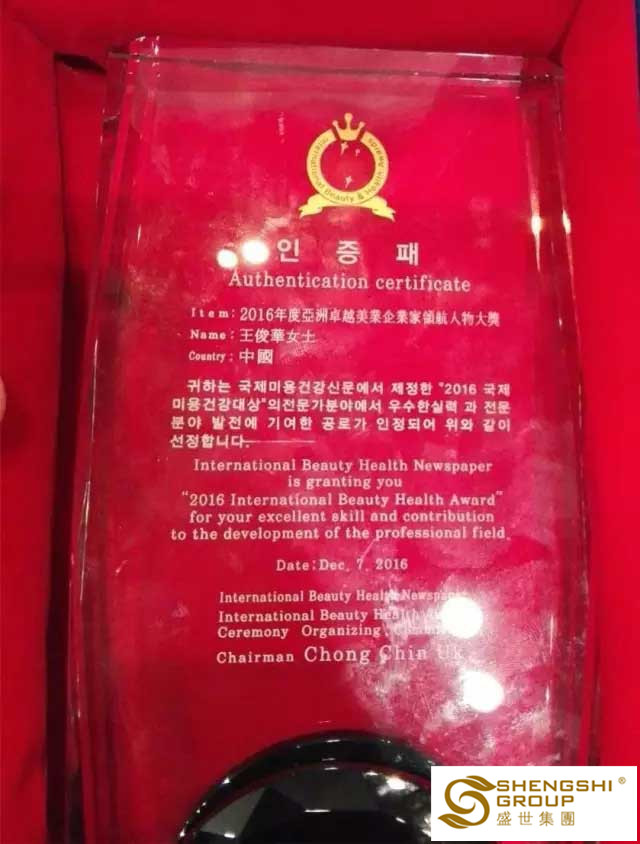 International Beauty & Health Awards
인증패
Authentication certificate
Item: 2016年度亞洲卓越美業企業家領航人物大獎
Name: 王俊華女士
Country: 中國
귀하는 국제미용건강신문에서 제정한 "2016 국제
미용건강대상"의전문가분야에서 우수한실력 과 전문
분야 발전에 기여한 공로가 인정되어 위와 같이
선정합니다.
International Beauty Health Newspaper
is granting you
"2016 International Beauty Health Award"
for your excellent skill and contribution
to the development of the professional field.
Date: Dec. 7. 2016
International Beauty Health Newspaper
International Beauty Health
Ceremony Organizing
Chairman Chong Chin Uk
SHENGSHI®
GROUP
盛世集團